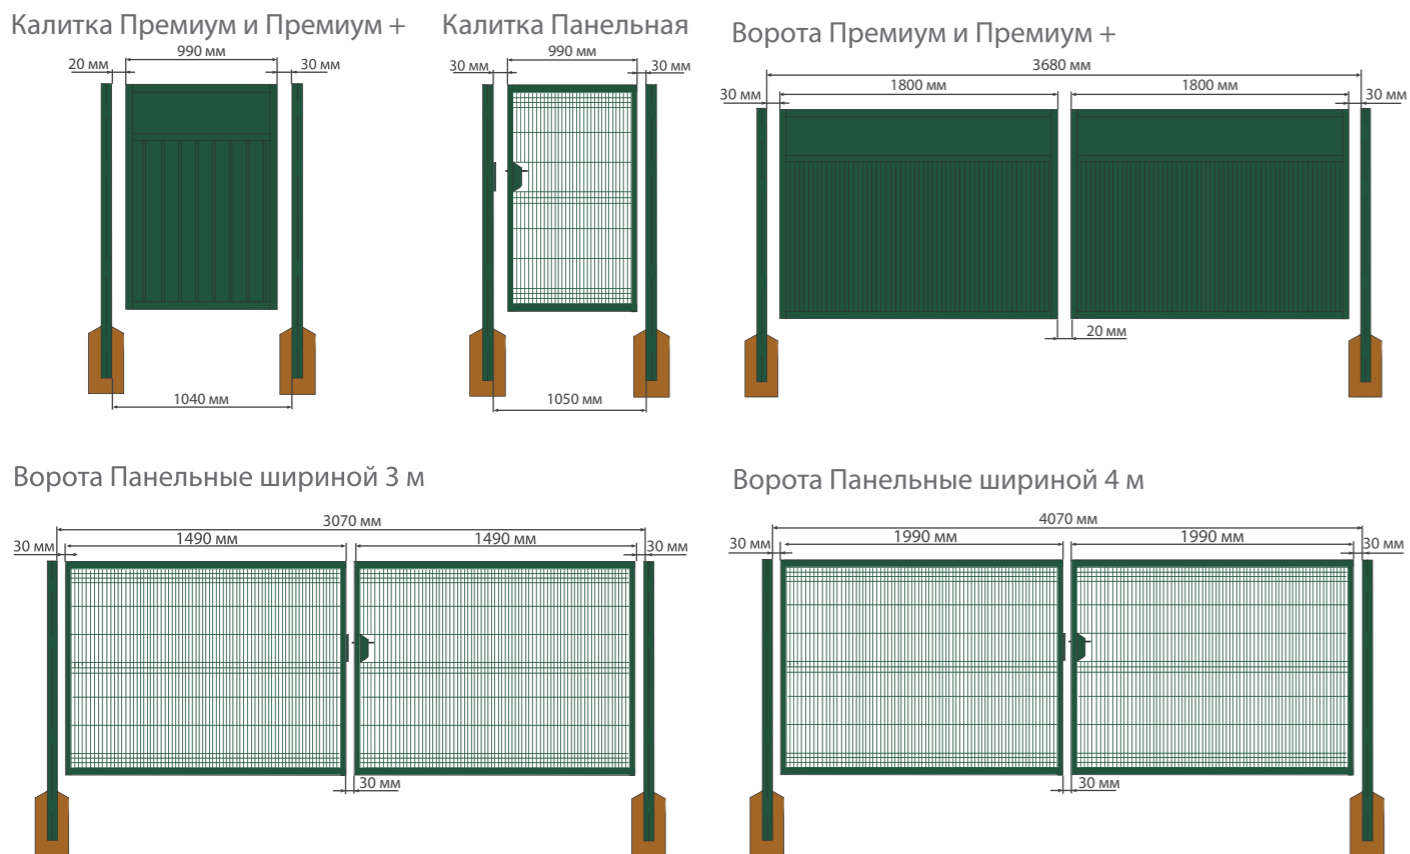 Калитка Премиум и Премиум +
990 мм
20 мм
30 мм
1040 мм
Калитка Панельная
990 мм
30 мм
30 мм
1050 мм
Ворота Премиум и Премиум +
3680 мм
1800 мм
1800 мм
30 мм
30 мм
20 мм
Ворота Панельные шириной 3 м
3070 мм
1490 мм
1490 мм
30 мм
30 мм
30 мм
Ворота Панельные шириной 4 м
4070 мм
1990 мм
1990 мм
30 мм
30 мм
30 мм